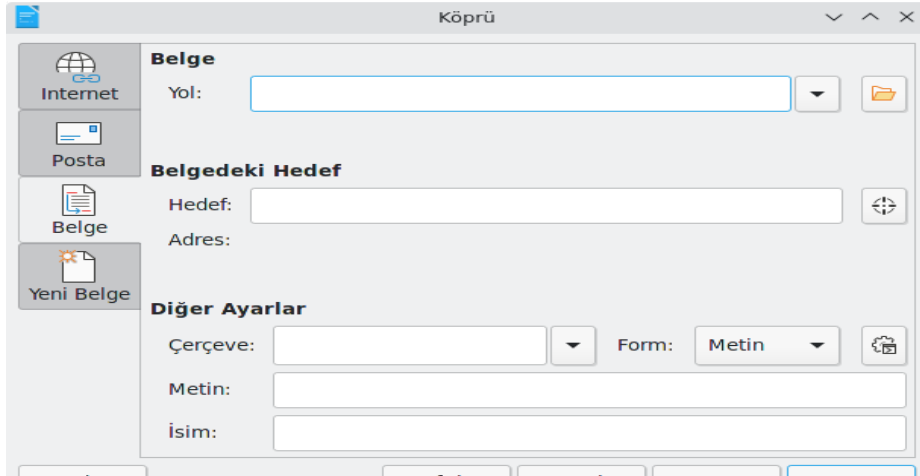 Köprü
Internet
Posta
Belge
Yeni Belge
Belge
Yol:
Belgedeki Hedef
Hedef:
Adres:
Diğer Ayarlar
Çerçeve:
Form: Metin
Metin:
İsim: